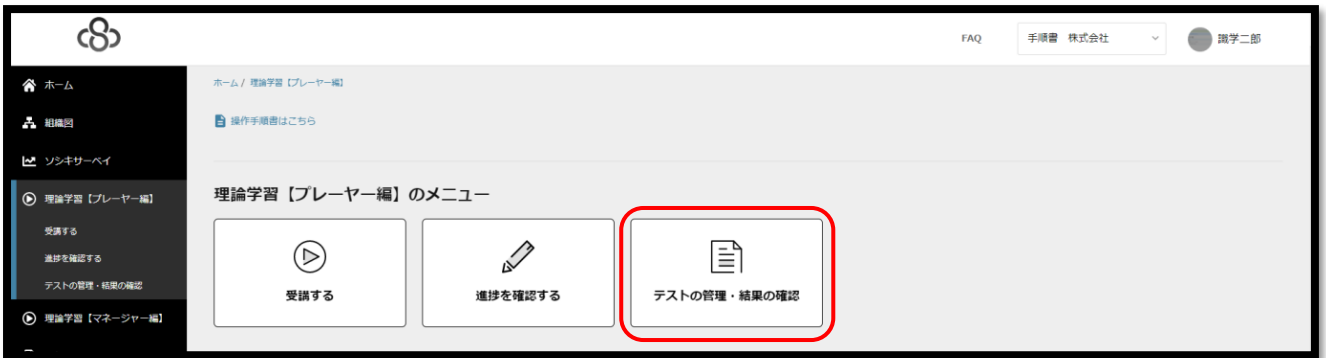 FAQ
手順書 株式会社
識学二郎
ホーム
組織図
ソシキサーベイ
理論学習【プレーヤー編】
受講する
進捗を確認する
テストの管理・結果の確認
理論学習【マネージャー編】
ホーム / 理論学習【プレーヤー編】
操作手順書はこちら
理論学習【プレーヤー編】のメニュー
受講する
進捗を確認する
テストの管理・結果の確認